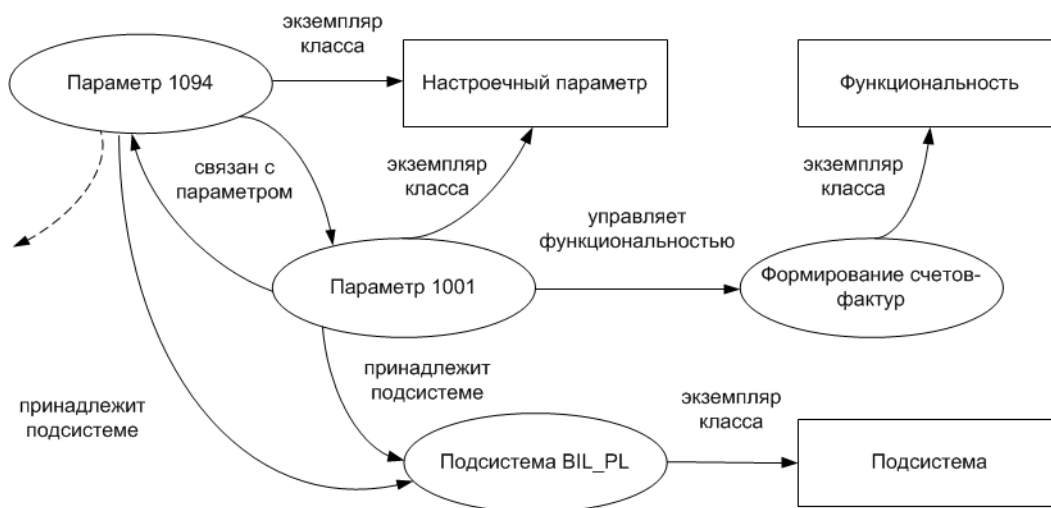 экземпляр
класса
Параметр 1094
Настроечный параметр
Функциональность
связан с
параметром
экземпляр
класса
экземпляр
класса
управляет
функциональностью
Параметр 1001
Формирование счетов-
фактур
принадлежит
подсистеме
принадлежит
подсистеме
экземпляр
класса
Подсистема BIL_PL
Подсистема